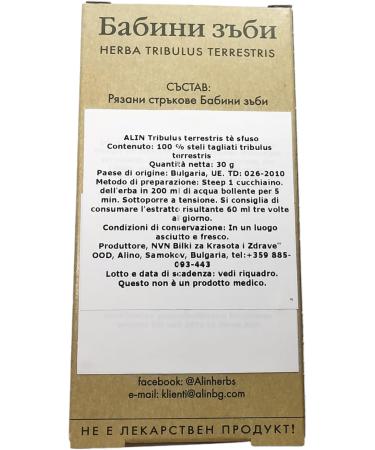 Бабини зъби
HERBA TRIBULUS TERRESTRIS
СЪСТАВ:
Рязани стръкове Бабини зъби
ALIN Tribulus terrestris tè sfuso
Contenuto: 100 % steli tagliati tribulus
terrestris
Quantità netta: 30 g
Paese di origine: Bulgaria, UE. TD: 026-2010
Metodo di preparazione: Steep 1 cucchiaino.
dell'erba in 200 ml di acqua bollente per 5
min. Sottoporre a tensione. Si consiglia di
consumare l'estratto risultante 60 ml tre volte
al giorno.
Condizioni di conservazione: In un luogo
asciutto e fresco.
Produttore, NVN Bilki za Krasota i Zdrave"
OOD, Alino, Samokov, Bulgaria, tel:+359 885-
093-443
Lotto e data di scadenza: vedi riquadro.
Questo non è un prodotto medico.
facebook: @Alinherbs
e-mail: klienti@alinbg.com
НЕ Е ЛЕКАРСТВЕН ПРОДУКТ!